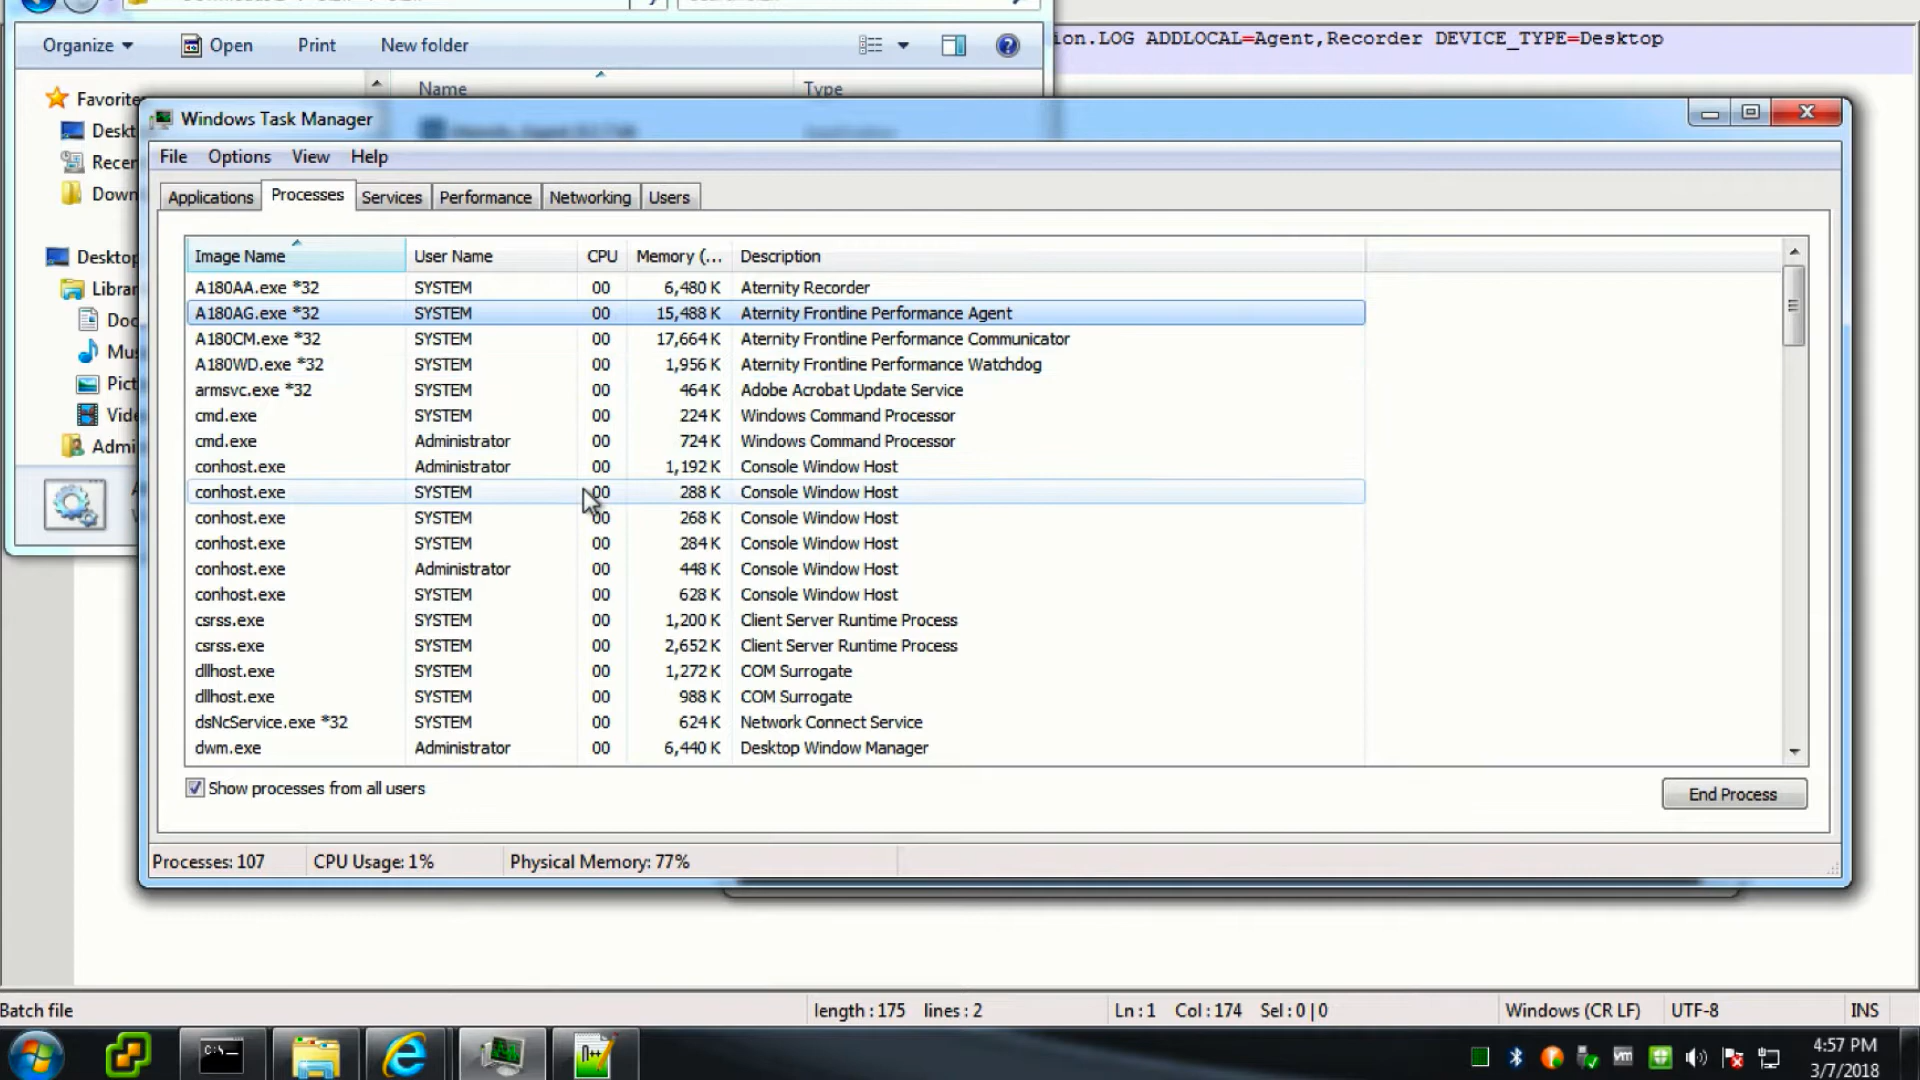 Organize Open Print New folder
ion.LOG ADDLOCAL=Agent,Recorder DEVICE_TYPE=Desktop
Name Type
Favorite
Deskt
Recen
Down
Desktop
Librar
Doc
Mus
Pict
Vide
Admi
Windows Task Manager
File Options View Help
Applications Processes Services Performance Networking Users
Image Name User Name CPU Memory (... Description
A180AA.exe *32 SYSTEM 00 6,480 K Aternity Recorder
A180AG.exe *32 SYSTEM 00 15,488 K Aternity Frontline Performance Agent
A180CM.exe *32 SYSTEM 00 17,664 K Aternity Frontline Performance Communicator
A180WD.exe *32 SYSTEM 00 1,956 K Aternity Frontline Performance Watchdog
armsvc.exe *32 SYSTEM 00 464 K Adobe Acrobat Update Service
cmd.exe SYSTEM 00 224 K Windows Command Processor
cmd.exe Administrator 00 724 K Windows Command Processor
conhost.exe Administrator 00 1,192 K Console Window Host
conhost.exe SYSTEM 00 288 K Console Window Host
conhost.exe SYSTEM 00 268 K Console Window Host
conhost.exe SYSTEM 00 284 K Console Window Host
conhost.exe Administrator 00 448 K Console Window Host
conhost.exe SYSTEM 00 628 K Console Window Host
csrss.exe SYSTEM 00 1,200 K Client Server Runtime Process
csrss.exe SYSTEM 00 2,652 K Client Server Runtime Process
dllhost.exe SYSTEM 00 1,272 K COM Surrogate
dllhost.exe SYSTEM 00 988 K COM Surrogate
dsNcService.exe *32 SYSTEM 00 624 K Network Connect Service
dwm.exe Administrator 00 6,440 K Desktop Window Manager
Show processes from all users
End Process
Processes: 107 CPU Usage: 1% Physical Memory: 77%
Batch file length : 175 lines : 2 Ln : 1 Col : 174 Sel : 0 | 0 Windows (CR LF) UTF-8 INS
C:\.
N++
vm
4:57 PM
3/7/2018